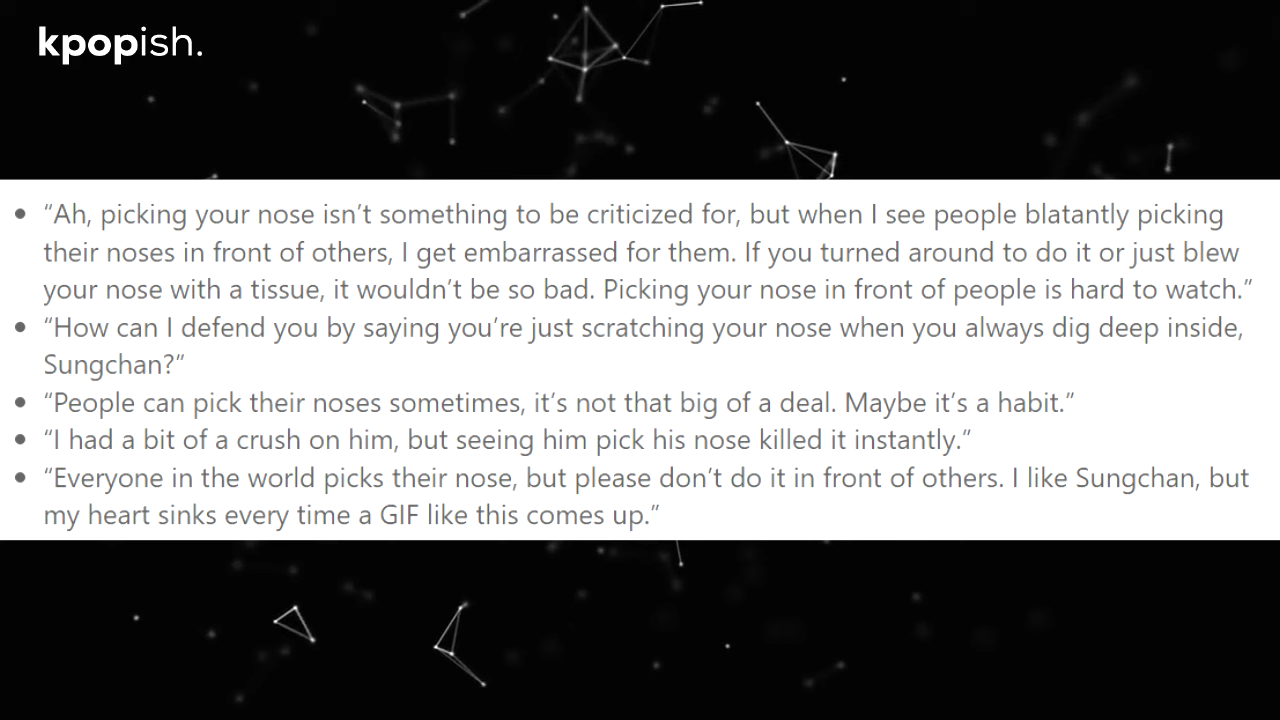 kpopish.
• “Ah, picking your nose isn’t something to be criticized for, but when I see people blatantly picking
their noses in front of others, I get embarrassed for them. If you turned around to do it or just blew
your nose with a tissue, it wouldn’t be so bad. Picking your nose in front of people is hard to watch.”
• “How can I defend you by saying you’re just scratching your nose when you always dig deep inside,
Sungchan?”
• “People can pick their noses sometimes, it’s not that big of a deal. Maybe it’s a habit.”
• “I had a bit of a crush on him, but seeing him pick his nose killed it instantly.”
• “Everyone in the world picks their nose, but please don’t do it in front of others. I like Sungchan, but
my heart sinks every time a GIF like this comes up.”